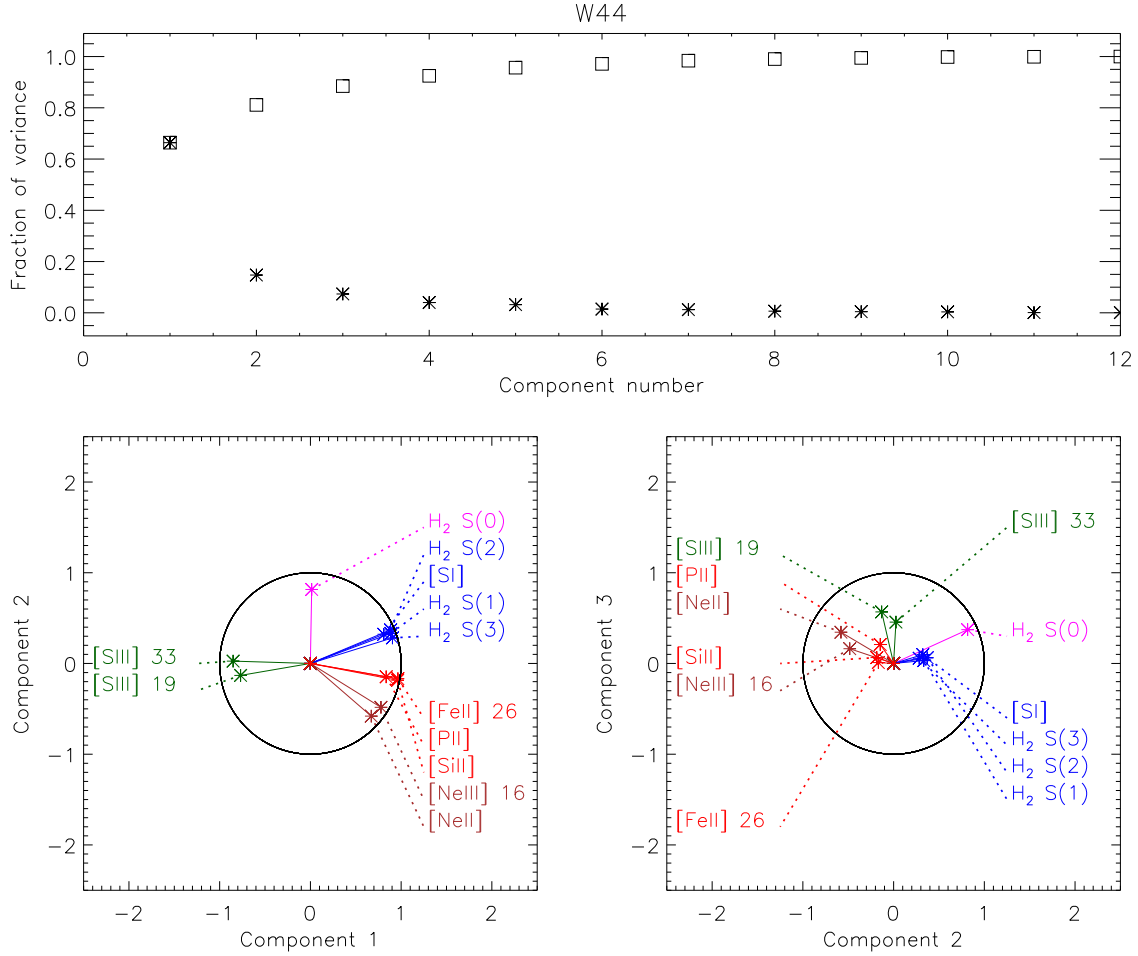 W44
Fraction of variance
1.0
0.8
0.6
0.4
0.2
0.0
0 2 4 6 8 10 12
Component number
Component 2
2
1
0
−1
−2
H₂ S(0)
H₂ S(2)
[SI]
H₂ S(1)
H₂ S(3)
[SIII] 33
[SIII] 19
[FeII] 26
[PII]
[SiII]
[NeIII] 16
[NeII]
−2 −1 0 1 2
Component 1
Component 3
2
1
0
−1
−2
[SIII] 33
[SIII] 19
[PII]
[NeII]
H₂ S(0)
[SiII]
[NeIII] 16
[SI]
H₂ S(3)
H₂ S(2)
H₂ S(1)
[FeII] 26
−2 −1 0 1 2
Component 2